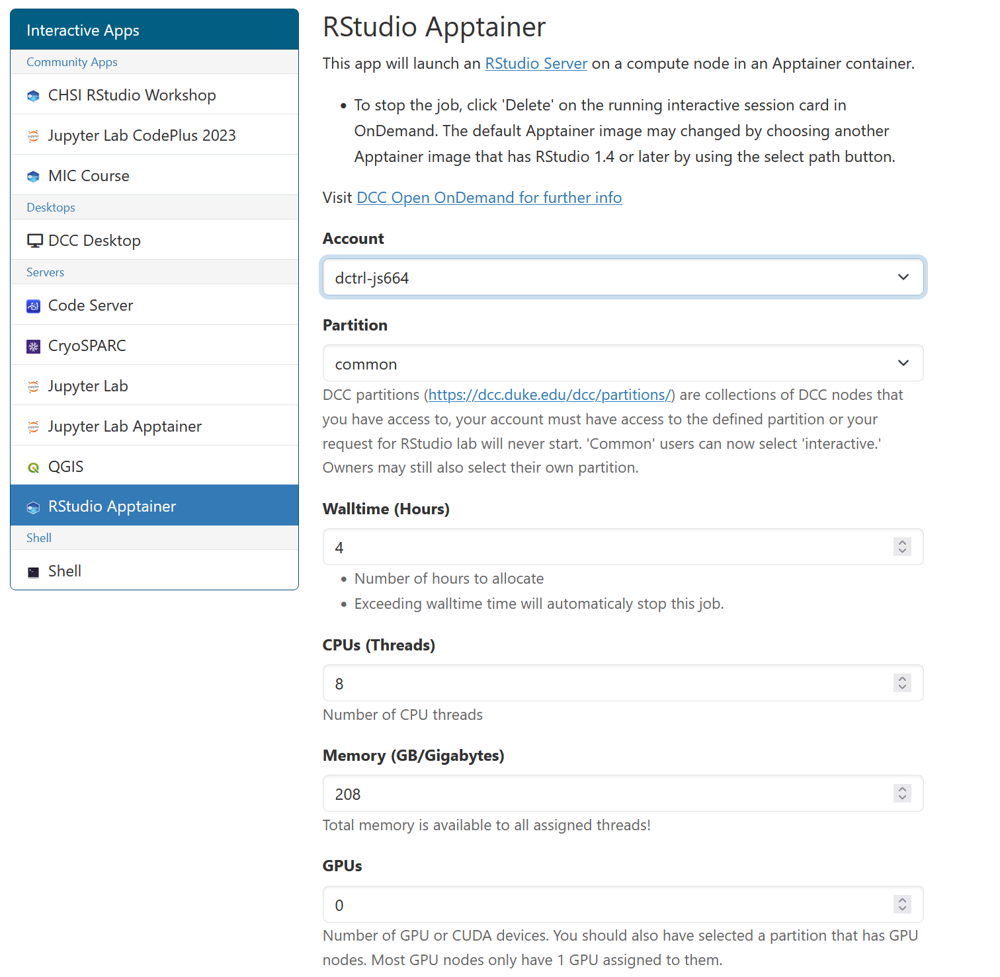 Interactive Apps
Community Apps
CHSI RStudio Workshop
Jupyter Lab CodePlus 2023
MIC Course
Desktops
DCC Desktop
Servers
Code Server
CryoSPARC
Jupyter Lab
Jupyter Lab Apptainer
QGIS
RStudio Apptainer
Shell
Shell
RStudio Apptainer
This app will launch an RStudio Server on a compute node in an Apptainer container.
• To stop the job, click 'Delete' on the running interactive session card in
OnDemand. The default Apptainer image may changed by choosing another
Apptainer image that has RStudio 1.4 or later by using the select path button.
Visit DCC Open OnDemand for further info
Account
dctrl-js664
Partition
common
DCC partitions (https://dcc.duke.edu/dcc/partitions/) are collections of DCC nodes that
you have access to, your account must have access to the defined partition or your
request for RStudio lab will never start. 'Common' users can now select 'interactive.'
Owners may still also select their own partition.
Walltime (Hours)
4
• Number of hours to allocate
• Exceeding walltime time will automaticaly stop this job.
CPUs (Threads)
8
Number of CPU threads
Memory (GB/Gigabytes)
208
Total memory is available to all assigned threads!
GPUs
0
Number of GPU or CUDA devices. You should also have selected a partition that has GPU
nodes. Most GPU nodes only have 1 GPU assigned to them.